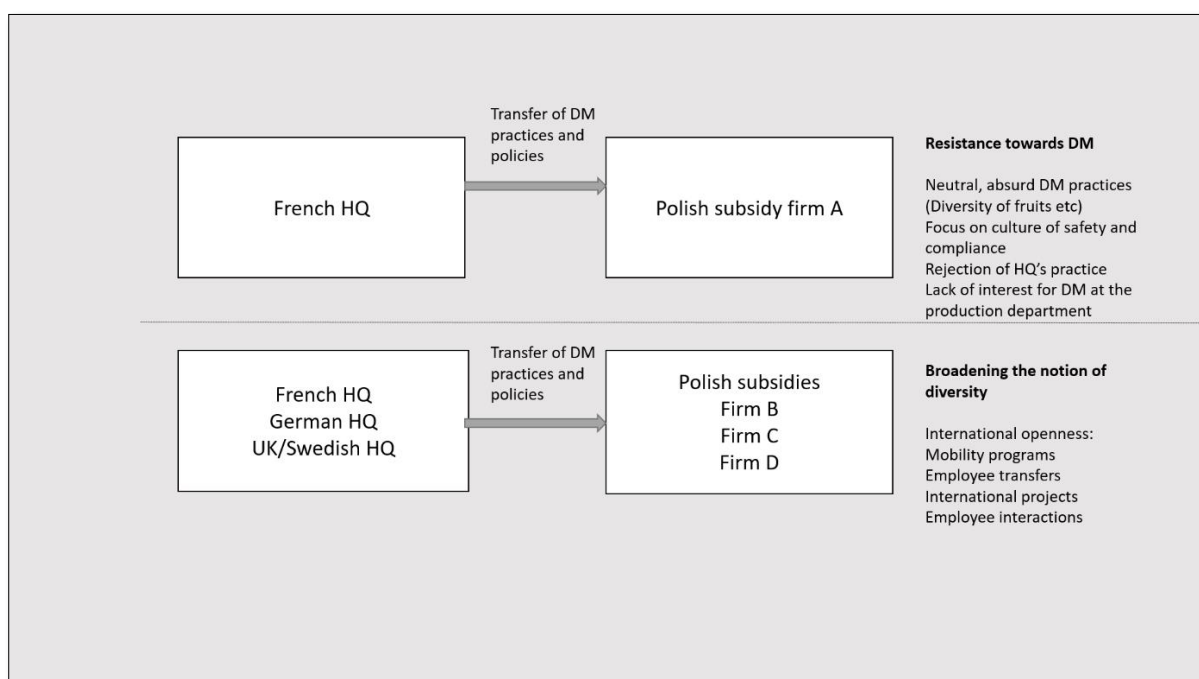 Transfer of DM
practices and
policies
French HQ
Polish subsidy firm A
Resistance towards DM
Neutral, absurd DM practices
(Diversity of fruits etc)
Focus on culture of safety and
compliance
Rejection of HQ's practice
Lack of interest for DM at the
production department
Transfer of DM
practices and
policies
French HQ
German HQ
UK/Swedish HQ
Polish subsidies
Firm B
Firm C
Firm D
Broadening the notion of
diversity
International openness:
Mobility programs
Employee transfers
International projects
Employee interactions